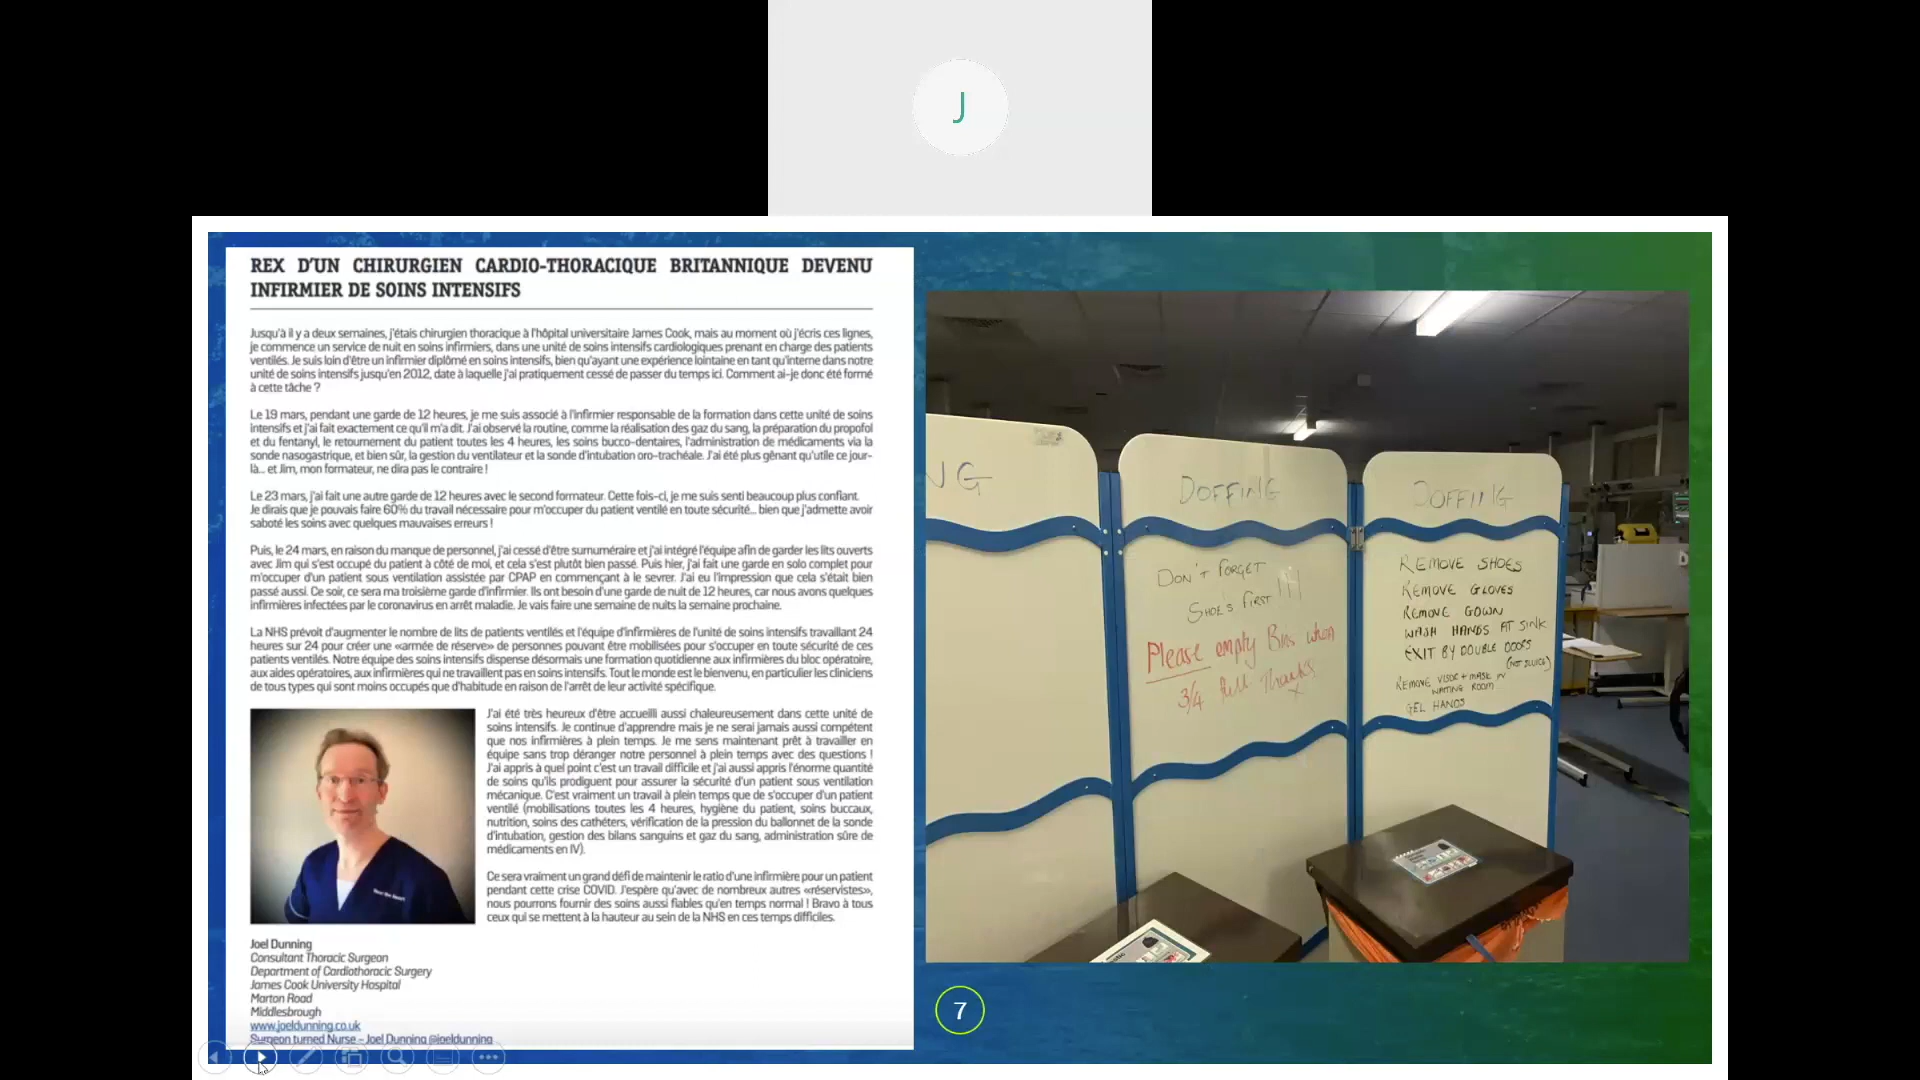 J
REX D'UN CHIRURGIEN CARDIO-THORACIQUE BRITANNIQUE DEVENU
INFIRMIER DE SOINS INTENSIFS
Jusqu'à il y a deux semaines, j'étais chirurgien thoracique à l'hôpital universitaire James Cook, mais au moment où j'écris ces lignes,
je commence un service de nuit en soins infirmiers, dans une unité de soins intensifs cardiologiques prenant en charge des patients
ventilés. Je suis loin d'être un infirmier diplômé en soins intensifs, bien qu'ayant une expérience lointaine en tant qu'interne dans notre
unité de soins intensifs jusqu'en 2012, date à laquelle j'ai pratiquement cessé de passer du temps ici. Comment ai-je donc été formé
à cette tâche ?
Le 19 mars, pendant une garde de 12 heures, je me suis associé à l'infirmier responsable de la formation dans cette unité de soins
intensifs et j'ai fait exactement ce qu'il m'a dit. J'ai observé la routine, comme la réalisation des gaz du sang, la préparation du propofol
et du fentanyl, le retournement du patient toutes les 4 heures, les soins bucco-dentaires, l'administration de médicaments via la
sonde nasogastrique, et bien sûr, la gestion du ventilateur et la sonde d'intubation oro-trachéale. J'ai été plus gênant qu'utile ce jour-
là... et Jim, mon formateur, ne dira pas le contraire !
Le 23 mars, j'ai fait une autre garde de 12 heures avec le second formateur. Cette fois-ci, je me suis senti beaucoup plus confiant.
Je dirais que je pouvais faire 60% du travail nécessaire pour m'occuper du patient ventilé en toute sécurité... bien que j'admette avoir
saboté les soins avec quelques mauvaises erreurs !
Puis, le 24 mars, en raison du manque de personnel, j'ai cessé d'être surnuméraire et j'ai intégré l'équipe afin de garder les lits ouverts
avec Jim qui s'est occupé du patient à côté de moi, et cela s'est plutôt bien passé. Puis hier, j'ai fait une garde en solo complet pour
m'occuper d'un patient sous ventilation assistée par CPAP en commençant à le sevrer. J'ai eu l'impression que cela s'était bien
passé aussi. Ce soir, ce sera ma troisième garde d'infirmier. Ils ont besoin d'une garde de nuit de 12 heures, car nous avons quelques
infirmières infectées par le coronavirus en arrêt maladie. Je vais faire une semaine de nuits la semaine prochaine.
La NHS prévoit d'augmenter le nombre de lits de patients ventilés et l'équipe d'infirmières de l'unité de soins intensifs travaillant 24
heures sur 24 pour créer une «armée de réserve» de personnes pouvant être mobilisées pour s'occuper en toute sécurité de ces
patients ventilés. Notre équipe des soins intensifs dispense désormais une formation quotidienne aux infirmières du bloc opératoire,
aux aides opératoires, aux infirmières qui ne travaillent pas en soins intensifs. Tout le monde est le bienvenu, en particulier les cliniciens
de tous types qui sont moins occupés que d'habitude en raison de l'arrêt de leur activité spécifique.
J'ai été très heureux d'être accueilli aussi chaleureusement dans cette unité de
soins intensifs. Je continue d'apprendre mais je ne serai jamais aussi compétent
que nos infirmières à plein temps. Je me sens maintenant prêt à travailler en
équipe sans trop déranger notre personnel à plein temps avec des questions !
J'ai appris à quel point c'est un travail difficile et j'ai aussi appris l'énorme quantité
de soins qu'ils prodiguent pour assurer la sécurité d'un patient sous ventilation
mécanique. C'est vraiment un travail à plein temps que de s'occuper d'un patient
ventilé (mobilisations toutes les 4 heures, hygiène du patient, soins buccaux,
nutrition, soins des cathéters, vérification de la pression du ballonnet de la sonde
d'intubation, gestion des bilans sanguins et gaz du sang, administration sûre de
médicaments en IV).
Ce sera vraiment un grand défi de maintenir le ratio d'une infirmière pour un patient
pendant cette crise COVID. J'espère qu'avec de nombreux autres «réservistes»,
nous pourrons fournir des soins aussi fiables qu'en temps normal ! Bravo à tous
ceux qui se mettent à la hauteur au sein de la NHS en ces temps difficiles.
Joel Dunning
Consultant Thoracic Surgeon
Department of Cardiothoracic Surgery
James Cook University Hospital
Marton Road
Middlesbrough
www.joeldunning.co.uk
Surgeon turned Nurse – Joel Dunning @joeldunning
NG
DOFFING
DON'T FORGET
SHOE'S FIRST !!!
Please empty Bins when
3/4 full. Thanks
x
DOFFING
REMOVE SHOES
REMOVE GLOVES
REMOVE GOWN
WASH HANDS AT SINK
EXIT BY DOUBLE DOORS
(NOT SLUICE)
REMOVE VISOR + MASK IN
WAITING ROOM
GEL HANDS
7